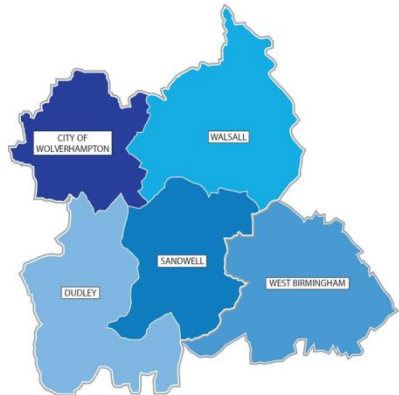 CITY OF
WOLVERHAMPTON
WALSALL
SANDWELL
WEST BIRMINGHAM
DUDLEY